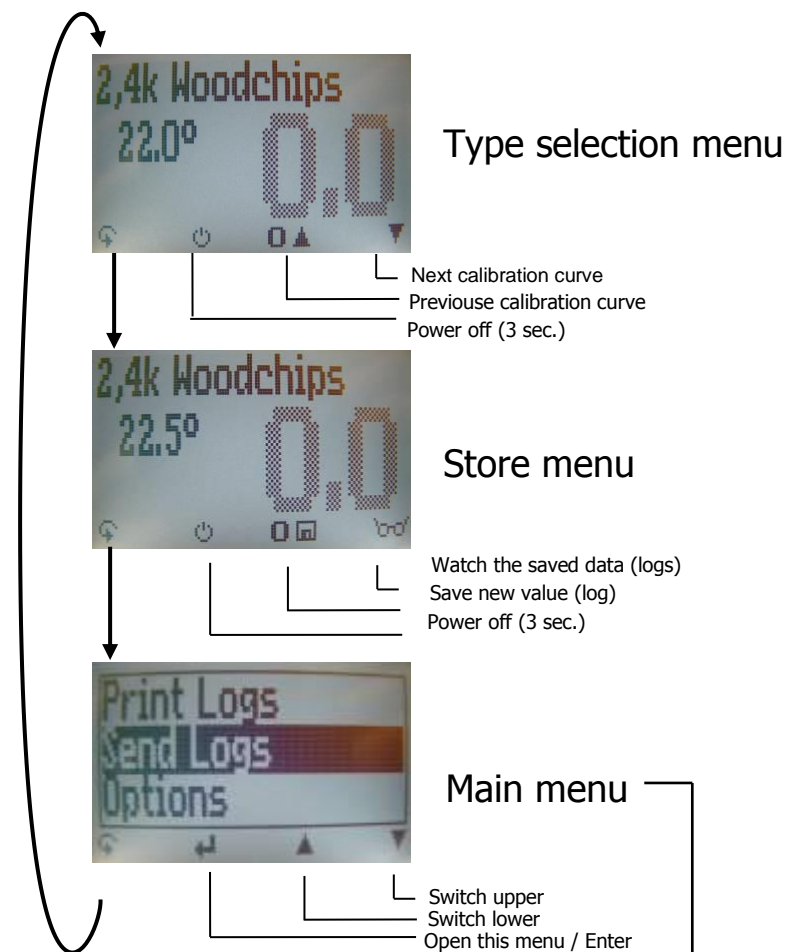 2,4k Woodchips
22.0° 0.0
Type selection menu
0
Next calibration curve
Previouse calibration curve
Power off (3 sec.)
2,4k Woodchips
22.5° 0.0
Store menu
0
Watch the saved data (logs)
Save new value (log)
Power off (3 sec.)
Print Logs
Send Logs
Options
Main menu
Switch upper
Switch lower
Open this menu / Enter